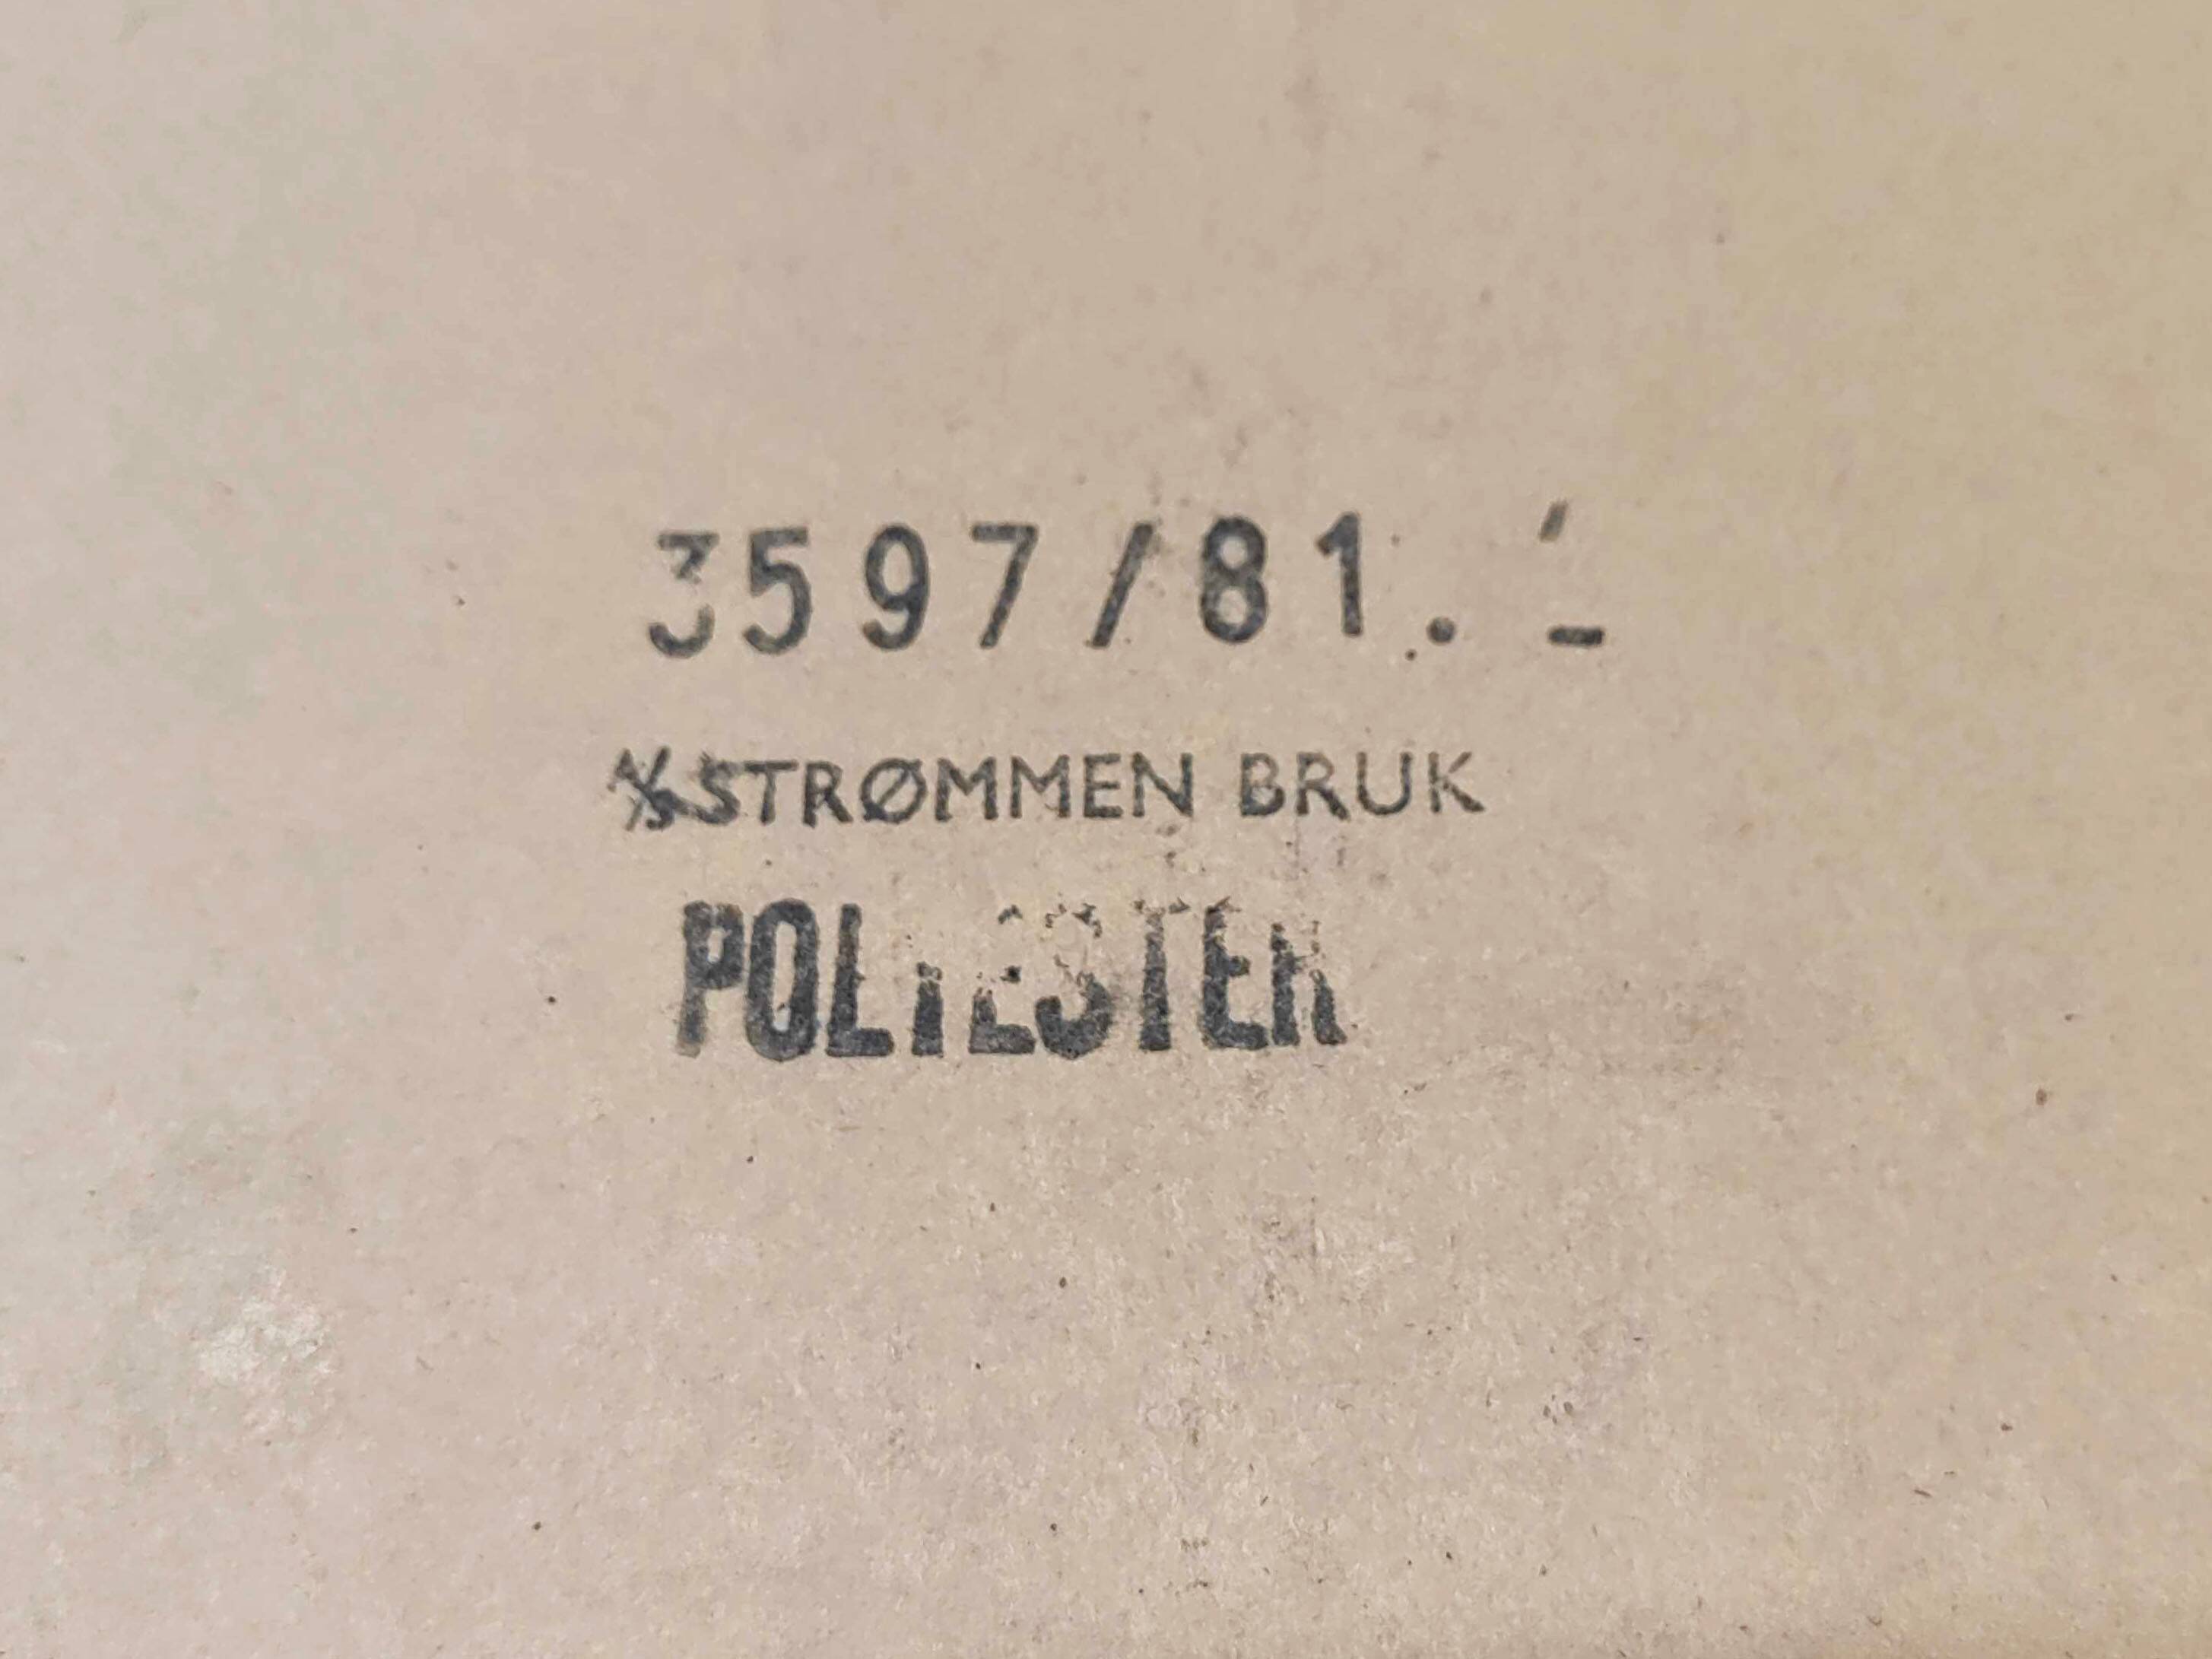 3597/81.
A/S STRØMMEN BRUK
POLYESTER